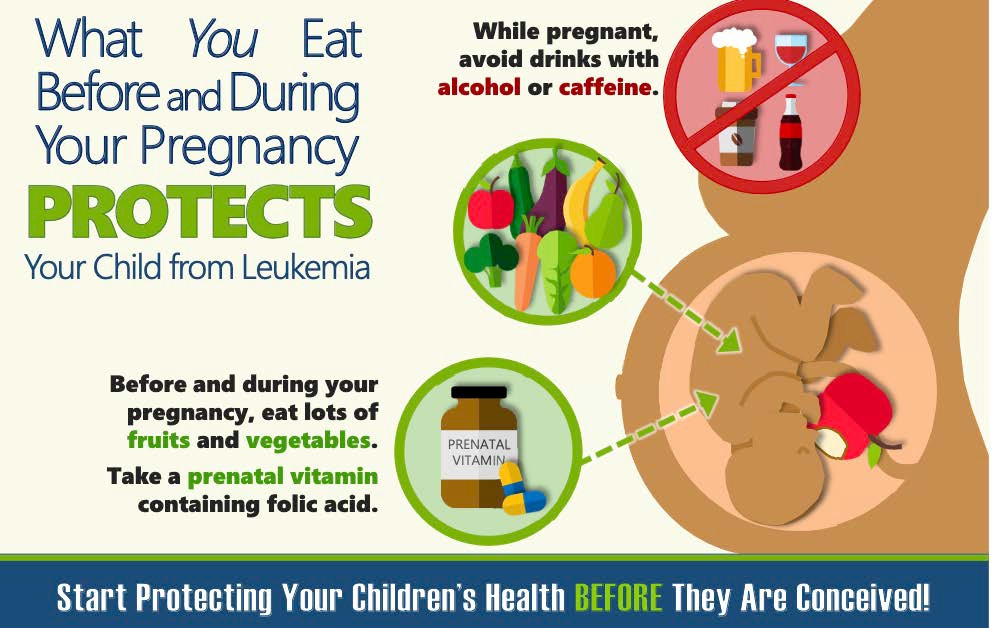 What You Eat
Before and During
Your Pregnancy
PROTECTS
Your Child from Leukemia
While pregnant,
avoid drinks with
alcohol or caffeine.
Before and during your
pregnancy, eat lots of
fruits and vegetables.
Take a prenatal vitamin
containing folic acid.
PRENATAL
VITAMIN
Start Protecting Your Children's Health BEFORE They Are Conceived!